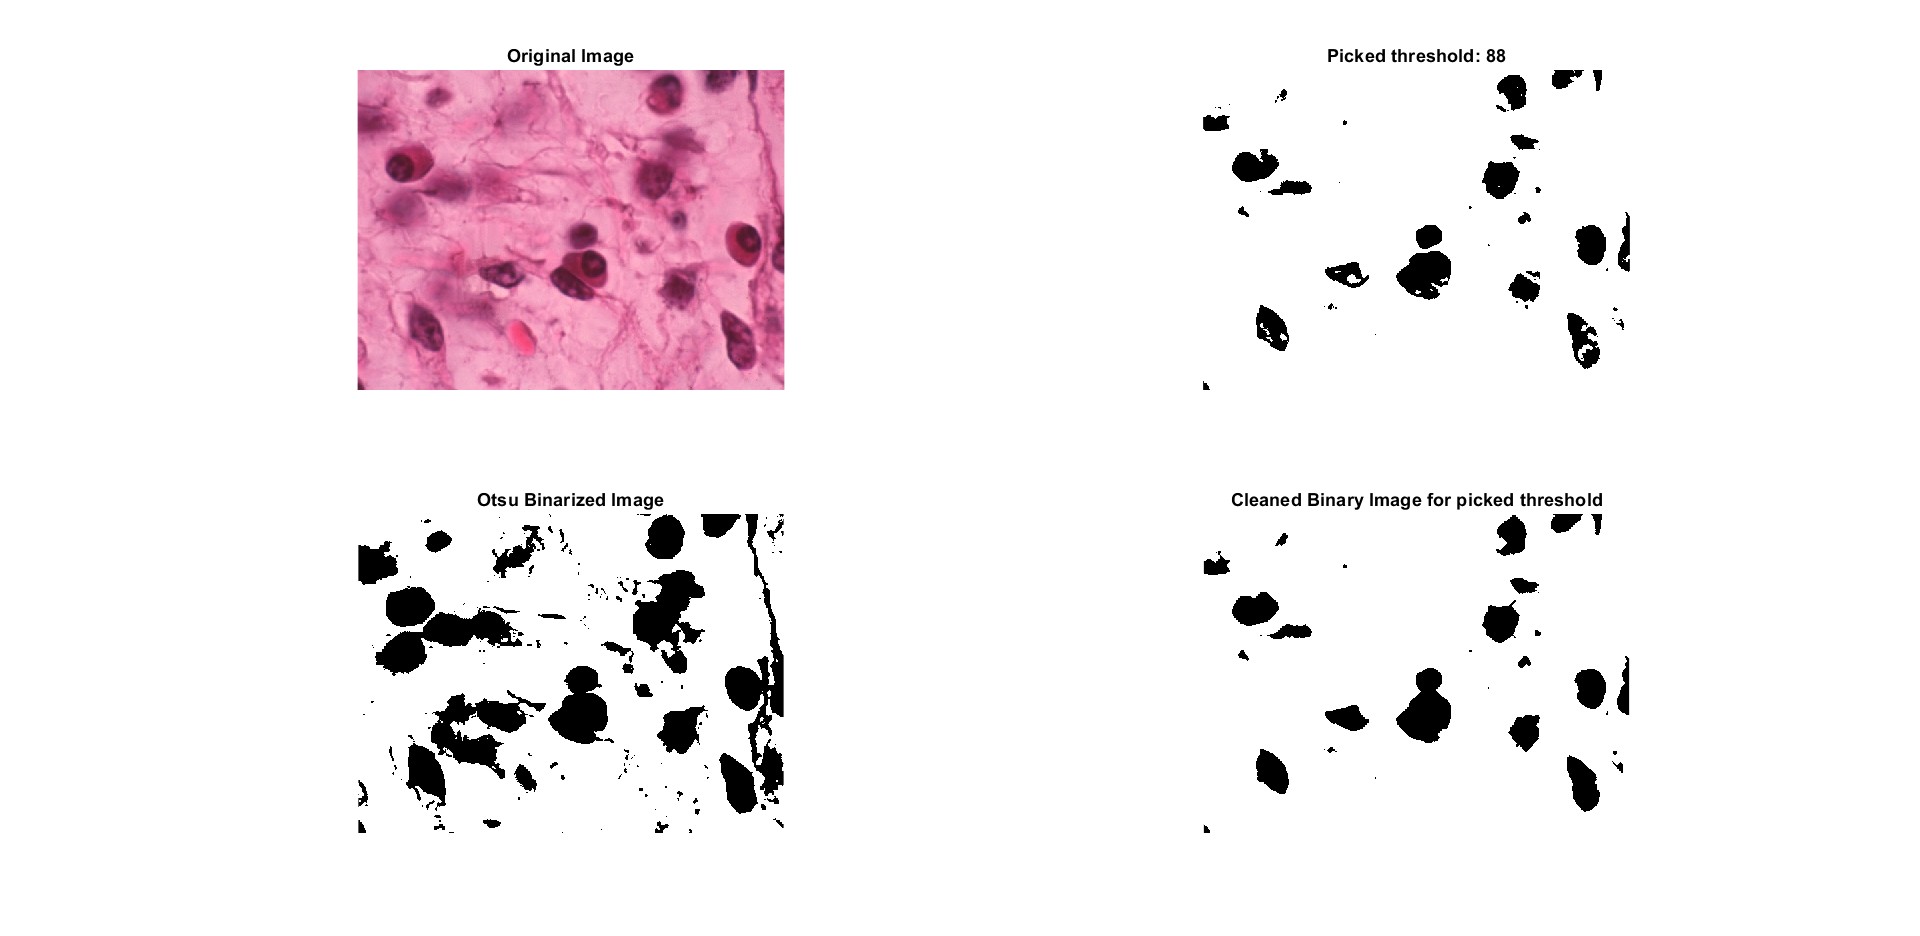 Original Image
Picked threshold: 88
Otsu Binarized Image
Cleaned Binary Image for picked threshold